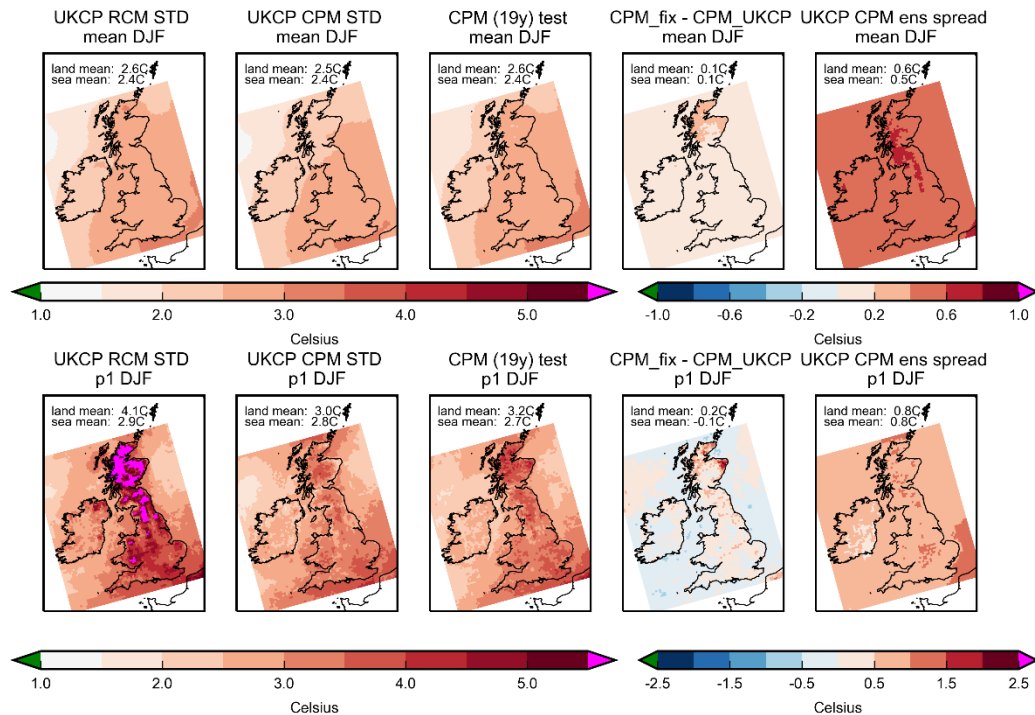 UKCP RCM STD
mean DJF
UKCP CPM STD
mean DJF
CPM (19y) test
mean DJF
CPM_fix - CPM_UKCP
mean DJF
UKCP CPM ens spread
mean DJF
land mean: 2.6C
sea mean: 2.4C
land mean: 2.5C
sea mean: 2.4C
land mean: 2.6C
sea mean: 2.4C
land mean: 0.1C
sea mean: 0.1C
land mean: 0.6C
sea mean: 0.5C
1.0 2.0 3.0 4.0 5.0
Celsius
-1.0 -0.6 -0.2 0.2 0.6 1.0
Celsius
UKCP RCM STD
p1 DJF
UKCP CPM STD
p1 DJF
CPM (19y) test
p1 DJF
CPM_fix - CPM_UKCP
p1 DJF
UKCP CPM ens spread
p1 DJF
land mean: 4.1C
sea mean: 2.9C
land mean: 3.0C
sea mean: 2.8C
land mean: 3.2C
sea mean: 2.7C
land mean: 0.2C
sea mean: -0.1C
land mean: 0.8C
sea mean: 0.8C
1.0 2.0 3.0 4.0 5.0
Celsius
-2.5 -1.5 -0.5 0.5 1.5 2.5
Celsius